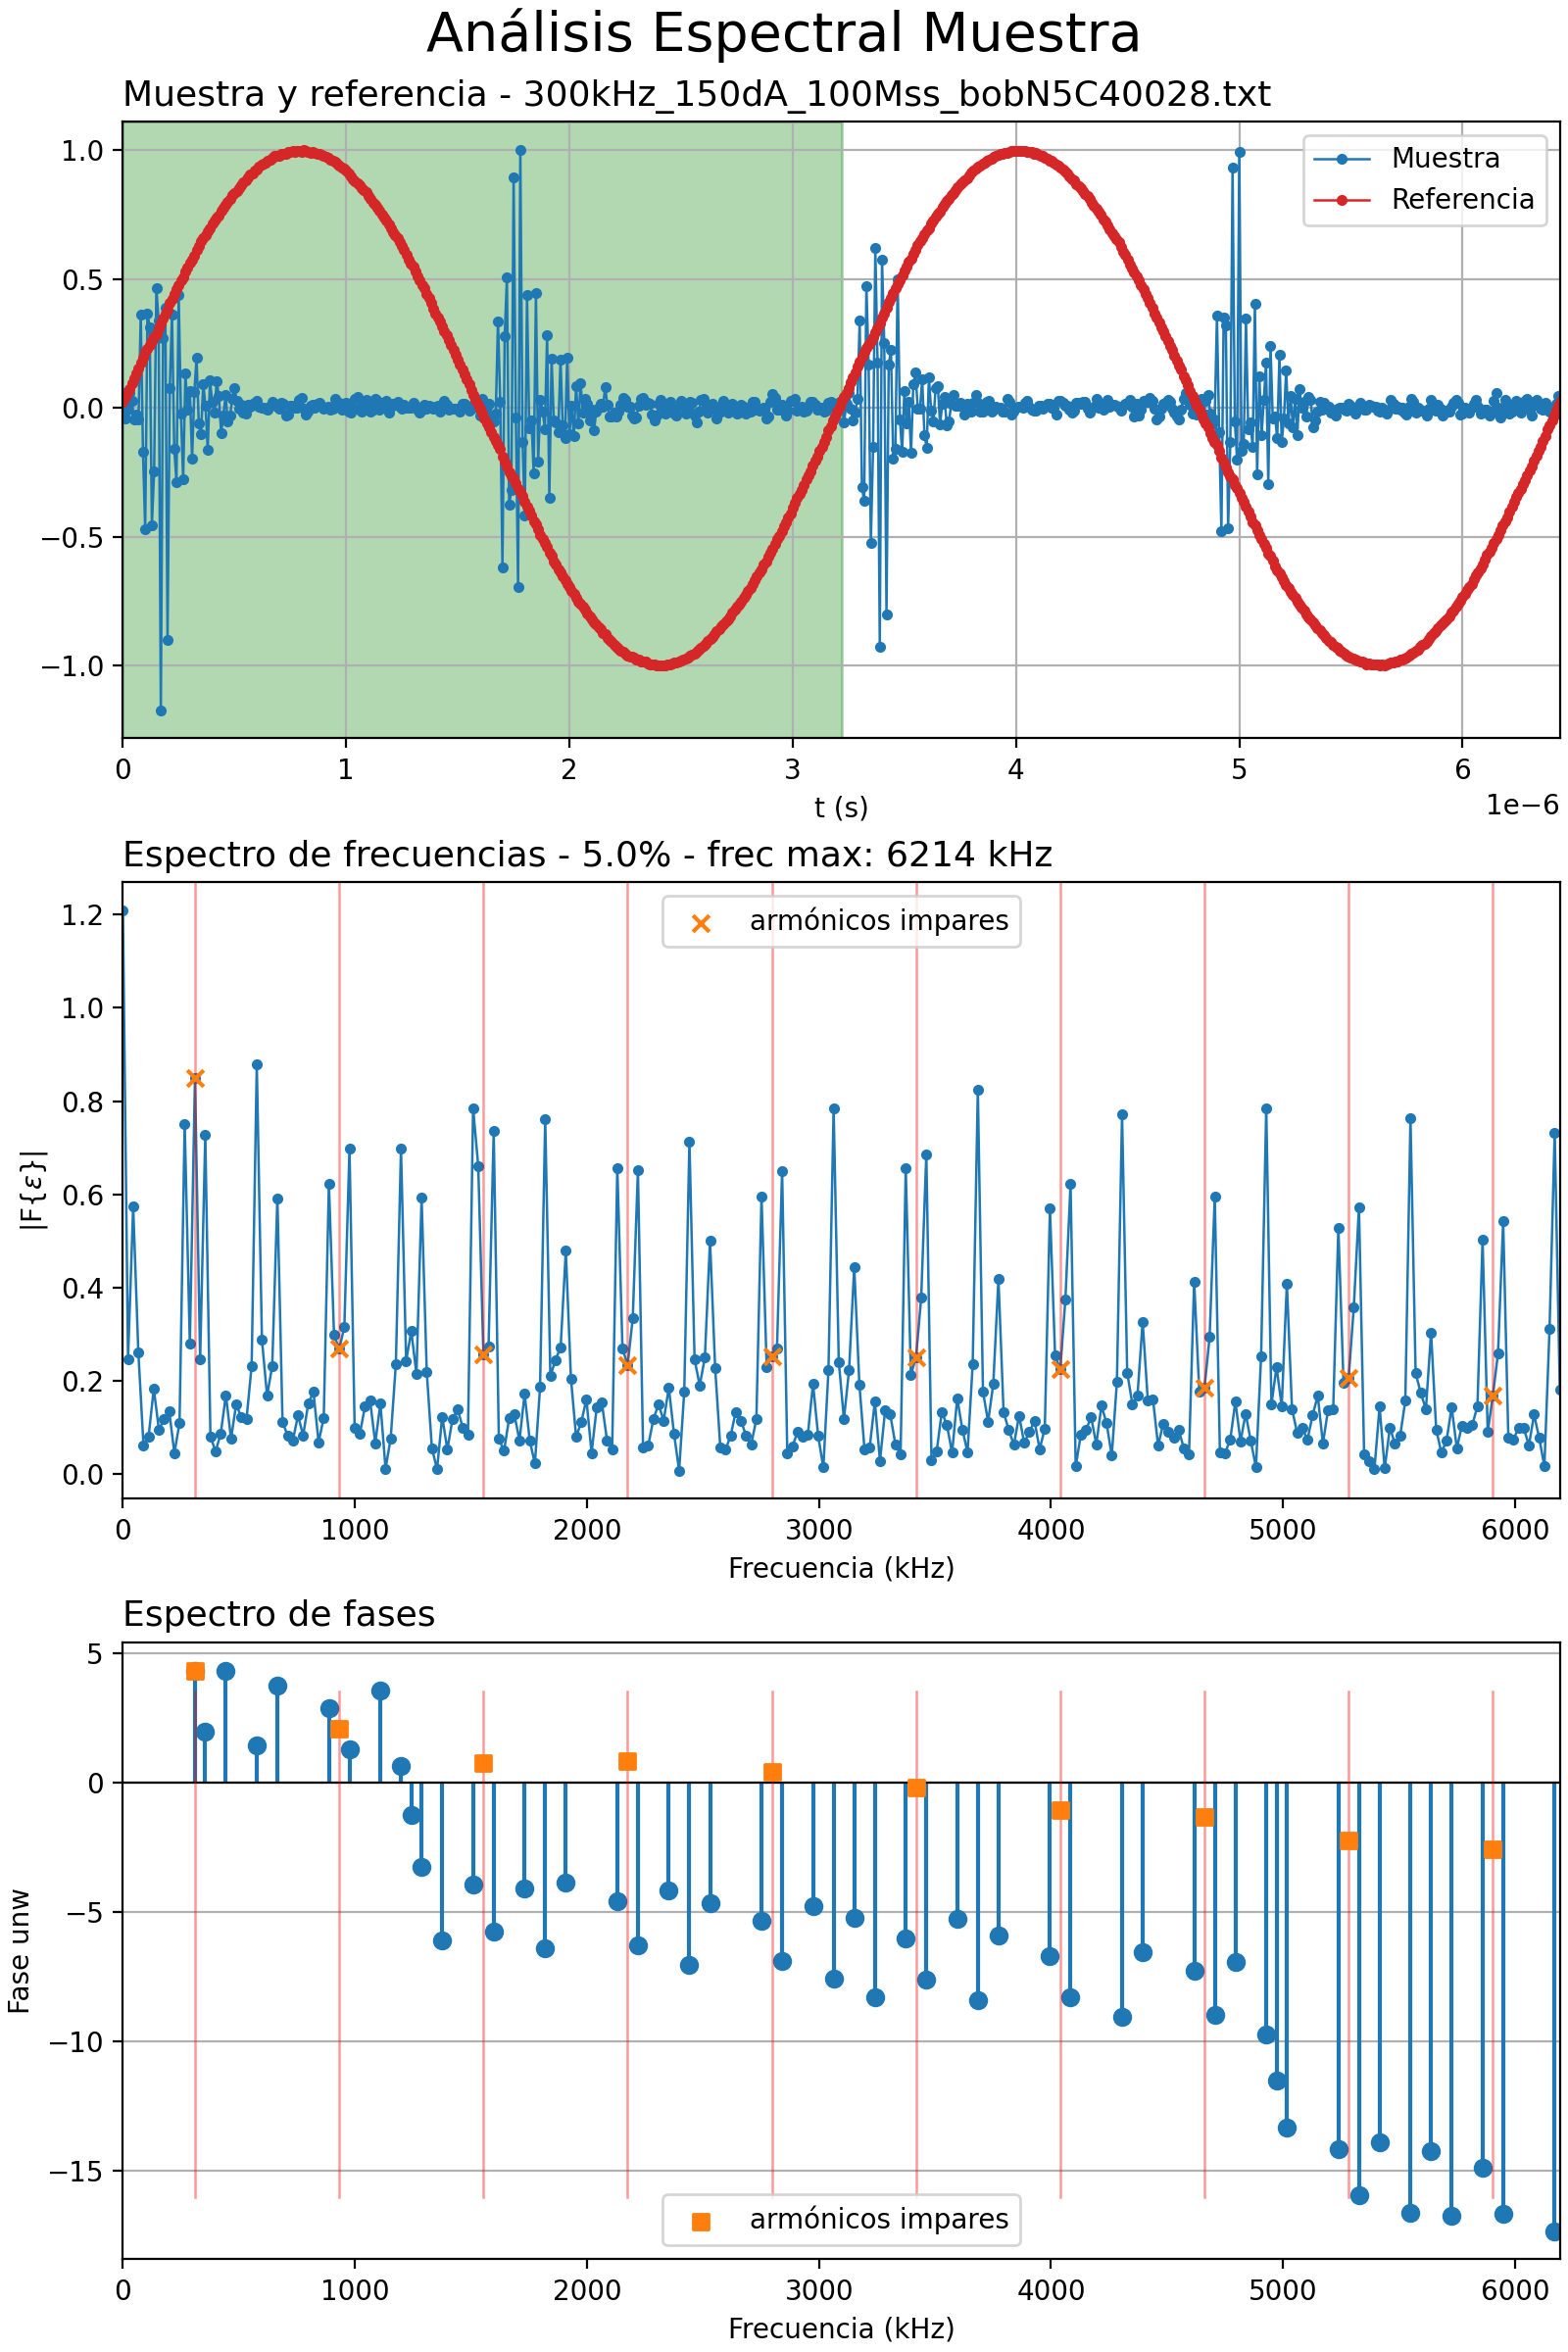 Análisis Espectral Muestra
Muestra y referencia - 300kHz_150dA_100Mss_bobN5C40028.txt
1.0
0.5
0.0
−0.5
−1.0
Muestra
Referencia
0 1 2 3 4 5 6
t (s)
1e−6
Espectro de frecuencias - 5.0% - frec max: 6214 kHz
|F{ε}|
1.2
1.0
0.8
0.6
0.4
0.2
0.0
armónicos impares
0 1000 2000 3000 4000 5000 6000
Frecuencia (kHz)
Espectro de fases
Fase unw
5
0
−5
−10
−15
armónicos impares
0 1000 2000 3000 4000 5000 6000
Frecuencia (kHz)